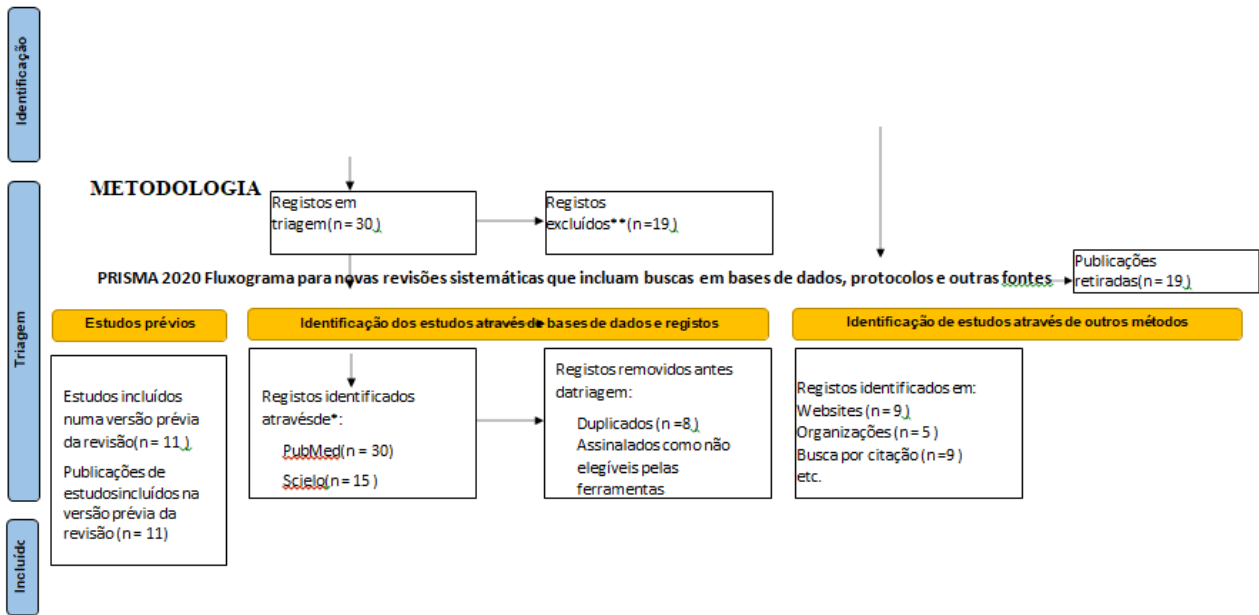 Identificação
METODOLOGIA
Registos em
triagem(n = 30 )
Registos
excluídos**(n =19 )
PRISMA 2020 Fluxograma para novas revisões sistemáticas que incluam buscas em bases de dados, protocolos e outras fontes
Publicações
retiradas(n = 19 )
Triagem
Estudos prévios
Identificação dos estudos através de bases de dados e registos
Identificação de estudos através de outros métodos
Estudos incluídos
numa versão prévia
da revisão(n = 11 )
Publicações de
estudosincluídos na
versão prévia da
revisão (n = 11)
Registos identificados
atravésde*:
PubMed(n = 30)
Scielo(n = 15 )
Registos removidos antes
datriagem:
Duplicados (n =8 )
Assinalados como não
elegíveis pelas
ferramentas
Registos identificados em:
Websites (n = 9 )
Organizações (n = 5 )
Busca por citação (n =9 )
etc.
Incluídc